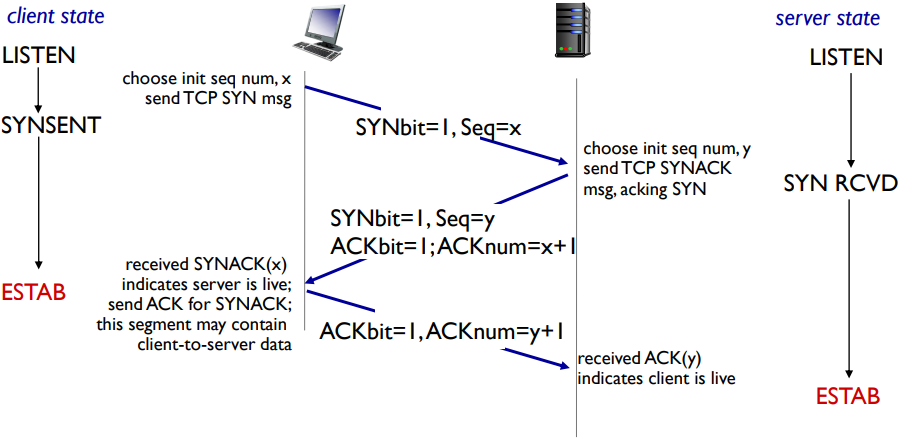 client state
server state
LISTEN
LISTEN
choose init seq num, x
send TCP SYN msg
SYNSENT
SYNbit=1, Seq=x
choose init seq num, y
send TCP SYNACK
msg, acking SYN
SYN RCVD
SYNbit=1, Seq=y
ACKbit=1; ACKnum=x+1
received SYNACK(x)
indicates server is live;
send ACK for SYNACK;
this segment may contain
client-to-server data
ESTAB
ACKbit=1, ACKnum=y+1
received ACK(y)
indicates client is live
ESTAB